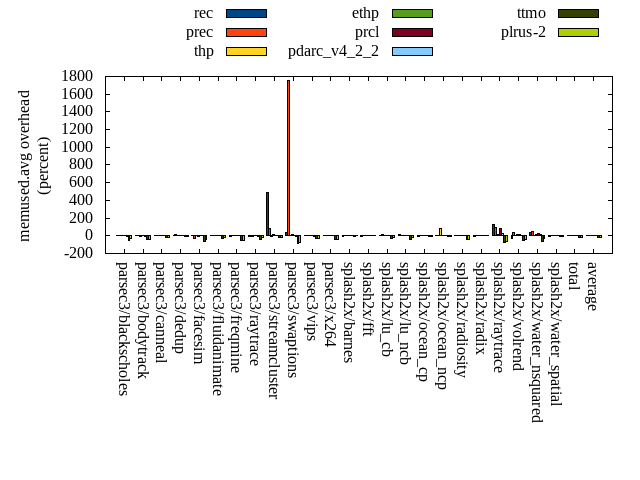 rec ethp ttmo
prec prcl plrus-2
thp pdarc_v4_2_2
memused.avg overhead
(percent)
1800
1600
1400
1200
1000
800
600
400
200
0
-200
parsec3/blackscholes
parsec3/bodytrack
parsec3/canneal
parsec3/dedup
parsec3/facesim
parsec3/fluidanimate
parsec3/freqmine
parsec3/raytrace
parsec3/streamcluster
parsec3/swaptions
parsec3/vips
parsec3/x264
splash2x/barnes
splash2x/fft
splash2x/lu_cb
splash2x/lu_ncb
splash2x/ocean_cp
splash2x/ocean_ncp
splash2x/radiosity
splash2x/radix
splash2x/raytrace
splash2x/volrend
splash2x/water_nsquared
splash2x/water_spatial
total
average